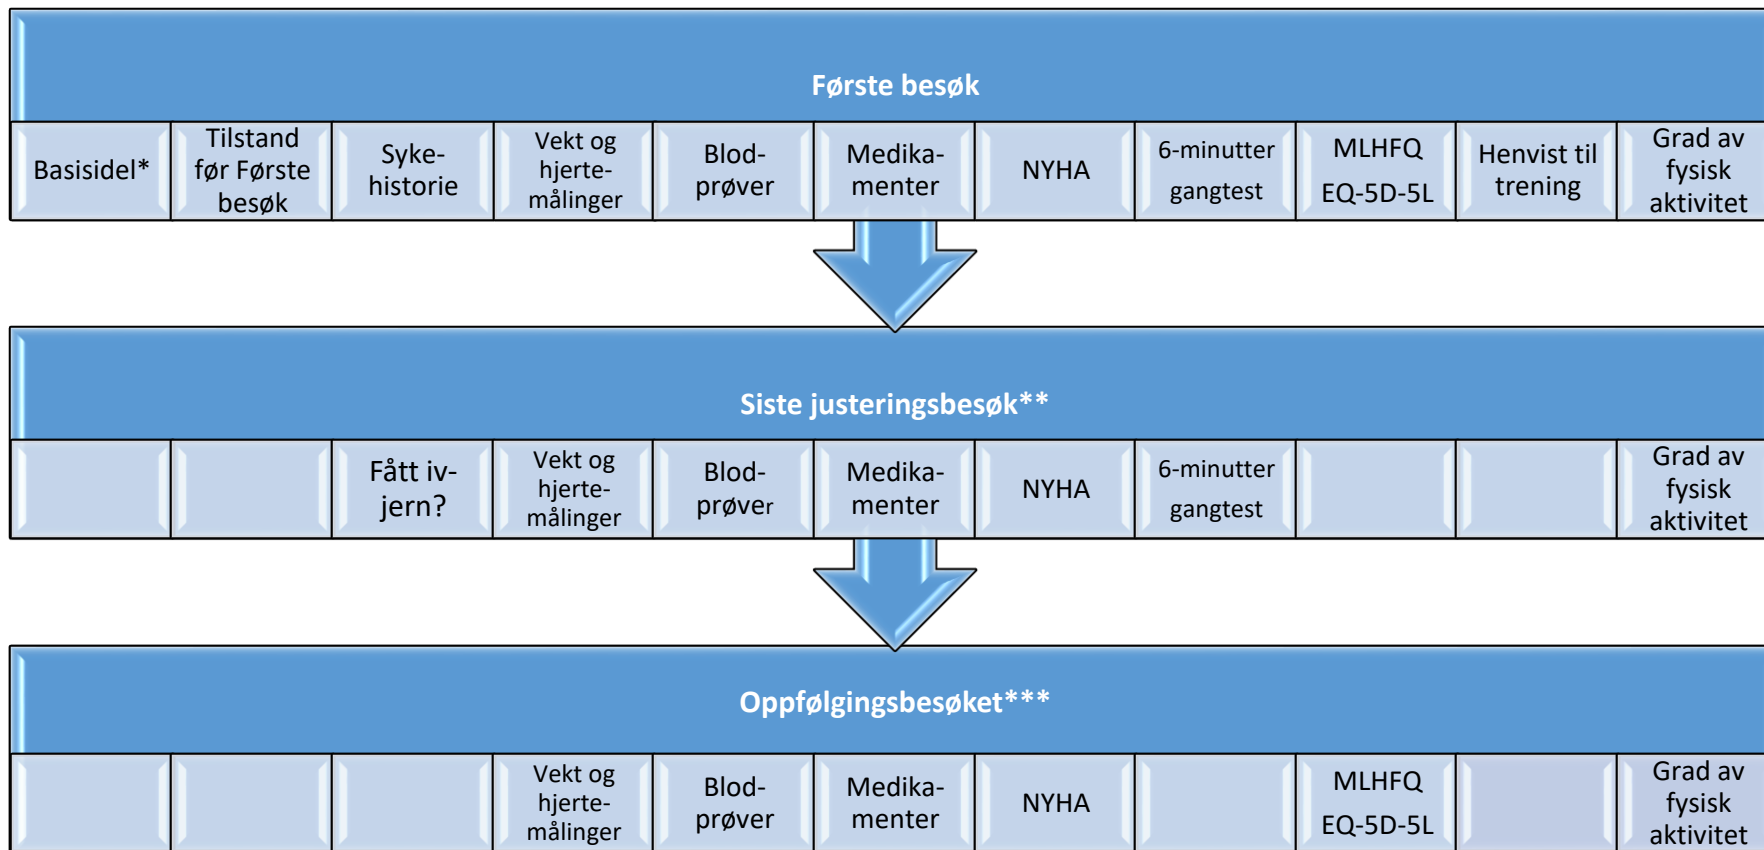 Første besøk
Basisidel*
Tilstand
før Første
besøk
Syke-
historie
Vekt og
hjerte-
målinger
Blod-
prøver
Medika-
menter
NYHA
6-minutter
gangtest
MLHFQ
EQ-5D-5L
Henvist til
trening
Grad av
fysisk
aktivitet
Siste justeringsbesøk**
Fått iv-
jern?
Vekt og
hjerte-
målinger
Blod-
prøver
Medika-
menter
NYHA
6-minutter
gangtest
Grad av
fysisk
aktivitet
Oppfølgingsbesøket***
Vekt og
hjerte-
målinger
Blod-
prøver
Medika-
menter
NYHA
MLHFQ
EQ-5D-5L
Grad av
fysisk
aktivitet